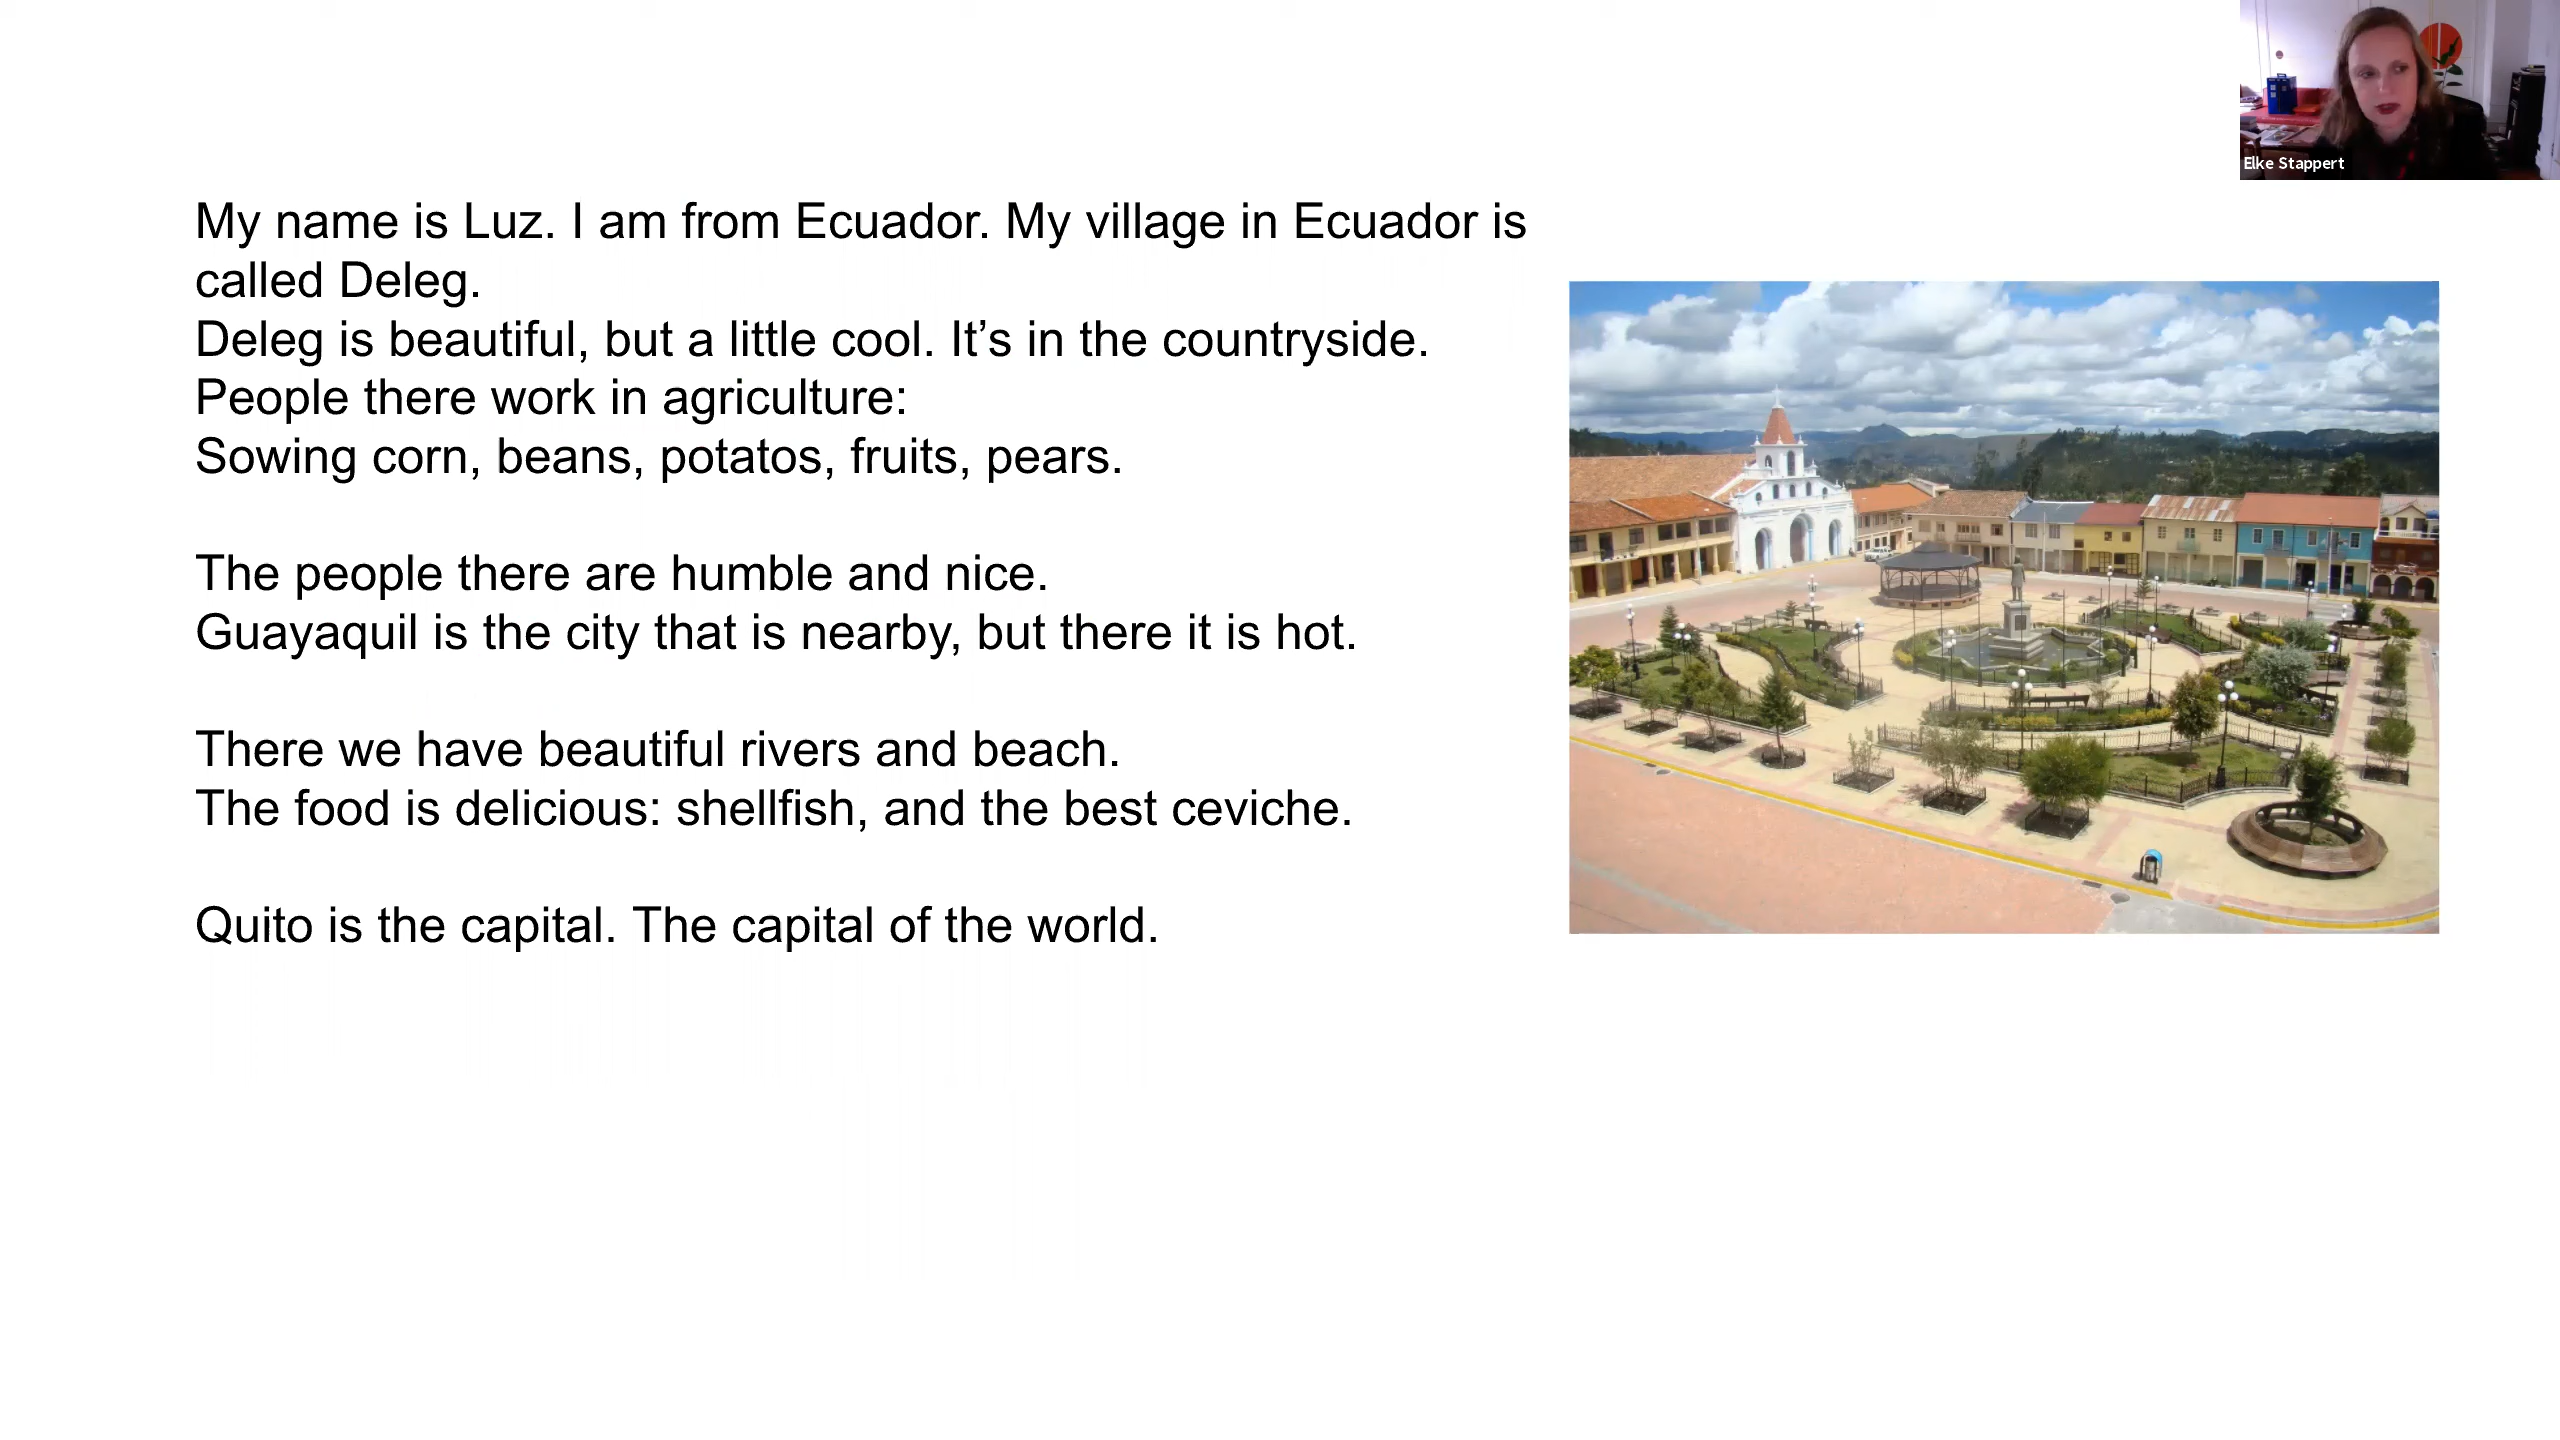 Elke Stappert
My name is Luz. I am from Ecuador. My village in Ecuador is
called Deleg.
Deleg is beautiful, but a little cool. It’s in the countryside.
People there work in agriculture:
Sowing corn, beans, potatos, fruits, pears.
The people there are humble and nice.
Guayaquil is the city that is nearby, but there it is hot.
There we have beautiful rivers and beach.
The food is delicious: shellfish, and the best ceviche.
Quito is the capital. The capital of the world.